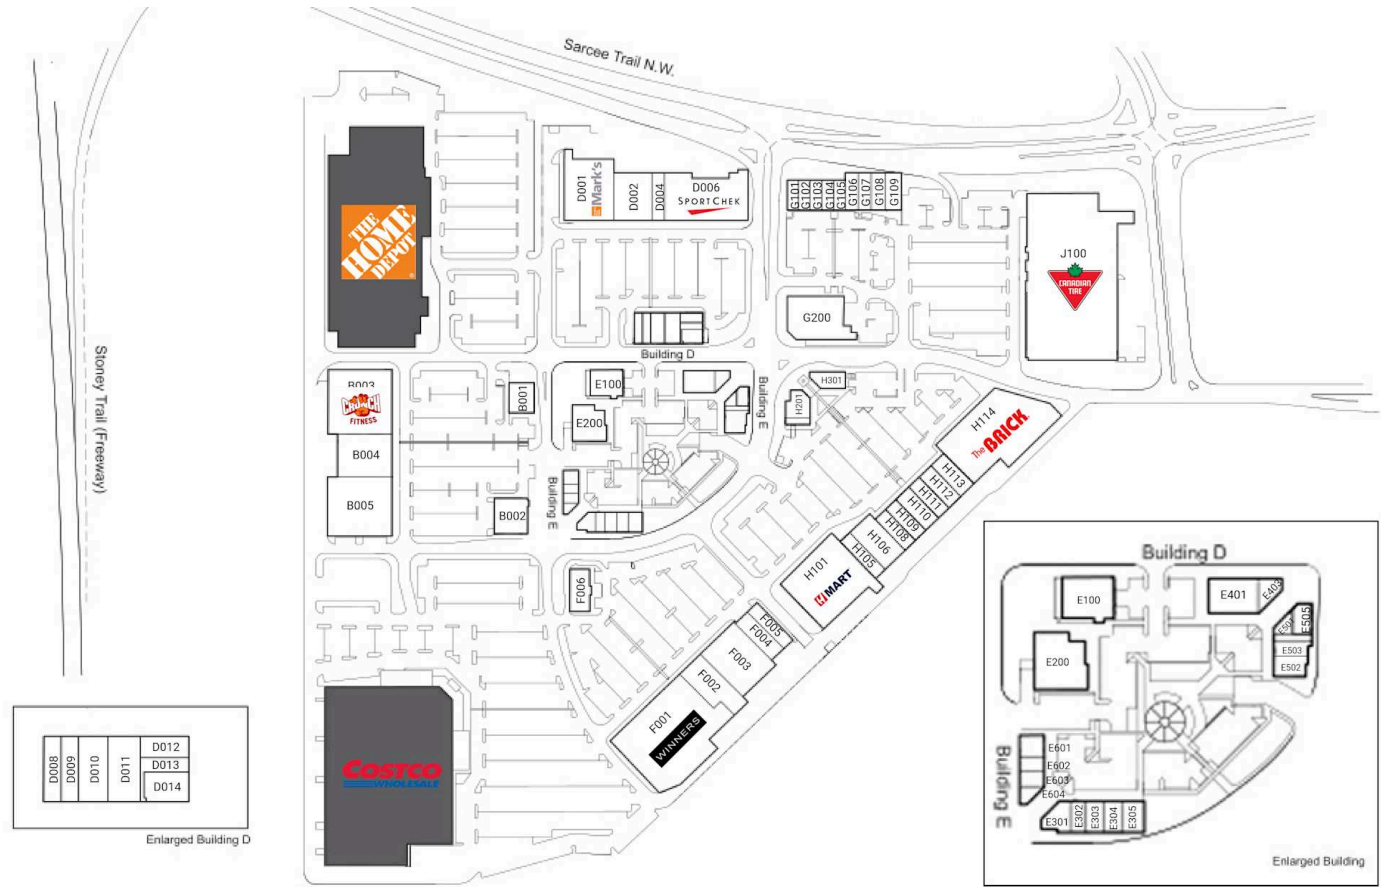 Sarcee Trail N.W.
Stoney Trail (Freeway)
THE
HOME
DEPOT
D001
Mark's
D002
D004
D006
SPORTCHEK
G101
G102
G103
G104
G105
G106
G107
G108
G109
J100
CANADIAN
TIRE
G200
Building D
B003
CRUNCH
FITNESS
B004
B005
B001
B002
E100
E200
Building E
Building E
H301
H201
H114
The BRICK
H113
H112
H111
H110
H109
H108
H106
H105
H101
H MART
F006
F005
F004
F003
F002
F001
WINNERS
COSTCO
WHOLESALE
D008
D009
D010
D011
D012
D013
D014
Enlarged Building D
Building D
E100
E401
E403
E501
E505
E503
E502
E200
E601
E602
E603
E604
Building E
E301
E302
E303
E304
E305
Enlarged Building